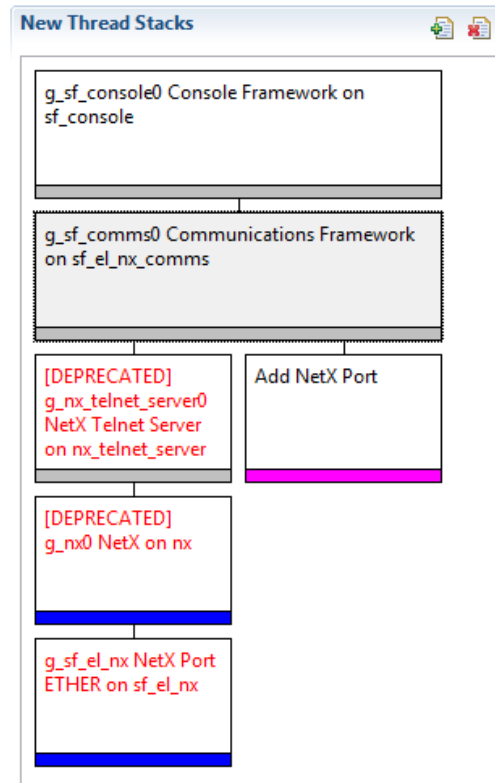 New Thread Stacks
g_sf_console0 Console Framework on
sf_console
g_sf_comms0 Communications Framework
on sf_el_nx_comms
[DEPRECATED]
g_nx_telnet_server0
NetX Telnet Server
on nx_telnet_server
Add NetX Port
[DEPRECATED]
g_nx0 NetX on nx
g_sf_el_nx NetX Port
ETHER on sf_el_nx